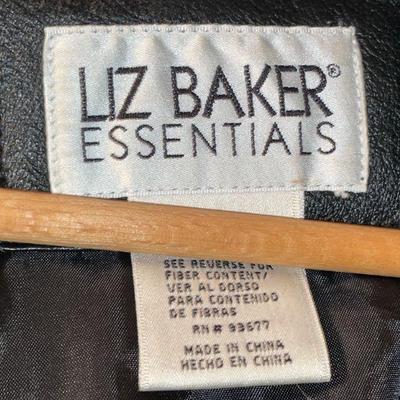 LIZ BAKER®
ESSENTIALS
SEE REVERSE FOR
FIBER CONTENT/
VER AL DORSO
PARA CONTENIDO
DE FIBRAS
RN# 93677
MADE IN CHINA
HECHO EN CHINA